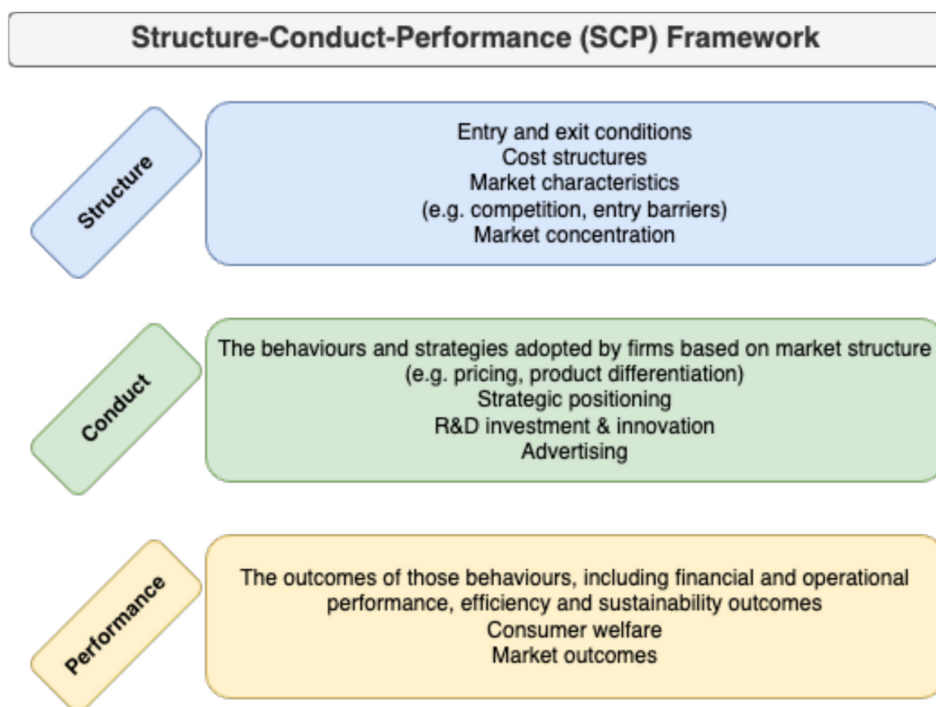 Structure-Conduct-Performance (SCP) Framework
Structure
Entry and exit conditions
Cost structures
Market characteristics
(e.g. competition, entry barriers)
Market concentration
Conduct
The behaviours and strategies adopted by firms based on market structure
(e.g. pricing, product differentiation)
Strategic positioning
R&D investment & innovation
Advertising
Performance
The outcomes of those behaviours, including financial and operational
performance, efficiency and sustainability outcomes
Consumer welfare
Market outcomes